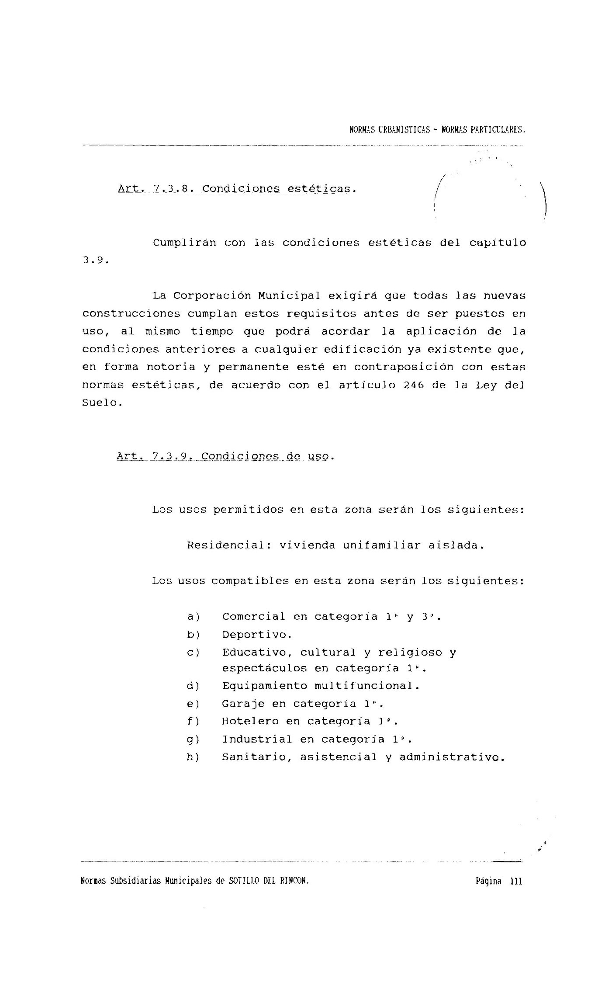 NORMAS URBANISTICAS - NORMAS PARTICULARES.
Art. 7.3.8. Condiciones estéticas.
Cumplirán con las condiciones estéticas del capítulo
3.9.
La Corporación Municipal exigirá que todas las nuevas
construcciones cumplan estos requisitos antes de ser puestos en
uso, al mismo tiempo que podrá acordar la aplicación de la
condiciones anteriores a cualquier edificación ya existente que,
en forma notoria y permanente esté en contraposición con estas
normas estéticas, de acuerdo con el artículo 246 de la Ley del
Suelo.
Art. 7.3.9. Condiciones de uso.
Los usos permitidos en esta zona serán los siguientes:
Residencial: vivienda unifamiliar aislada.
Los usos compatibles en esta zona serán los siguientes:
a) Comercial en categoría 1ª y 3ª.
b) Deportivo.
c) Educativo, cultural y religioso y
espectáculos en categoría 1ª.
d) Equipamiento multifuncional.
e) Garaje en categoría 1ª.
f) Hotelero en categoría 1ª.
g) Industrial en categoría 1ª.
h) Sanitario, asistencial y administrativo.
Normas Subsidiarias Municipales de SOTILLO DEL RINCON. Página 111